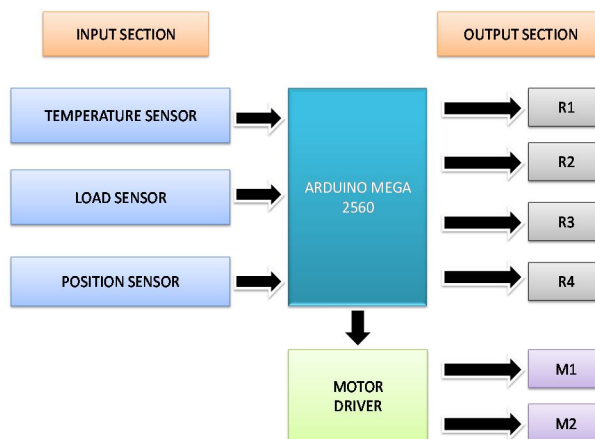 INPUT SECTION
OUTPUT SECTION
TEMPERATURE SENSOR
LOAD SENSOR
POSITION SENSOR
ARDUINO MEGA
2560
R1
R2
R3
R4
MOTOR
DRIVER
M1
M2